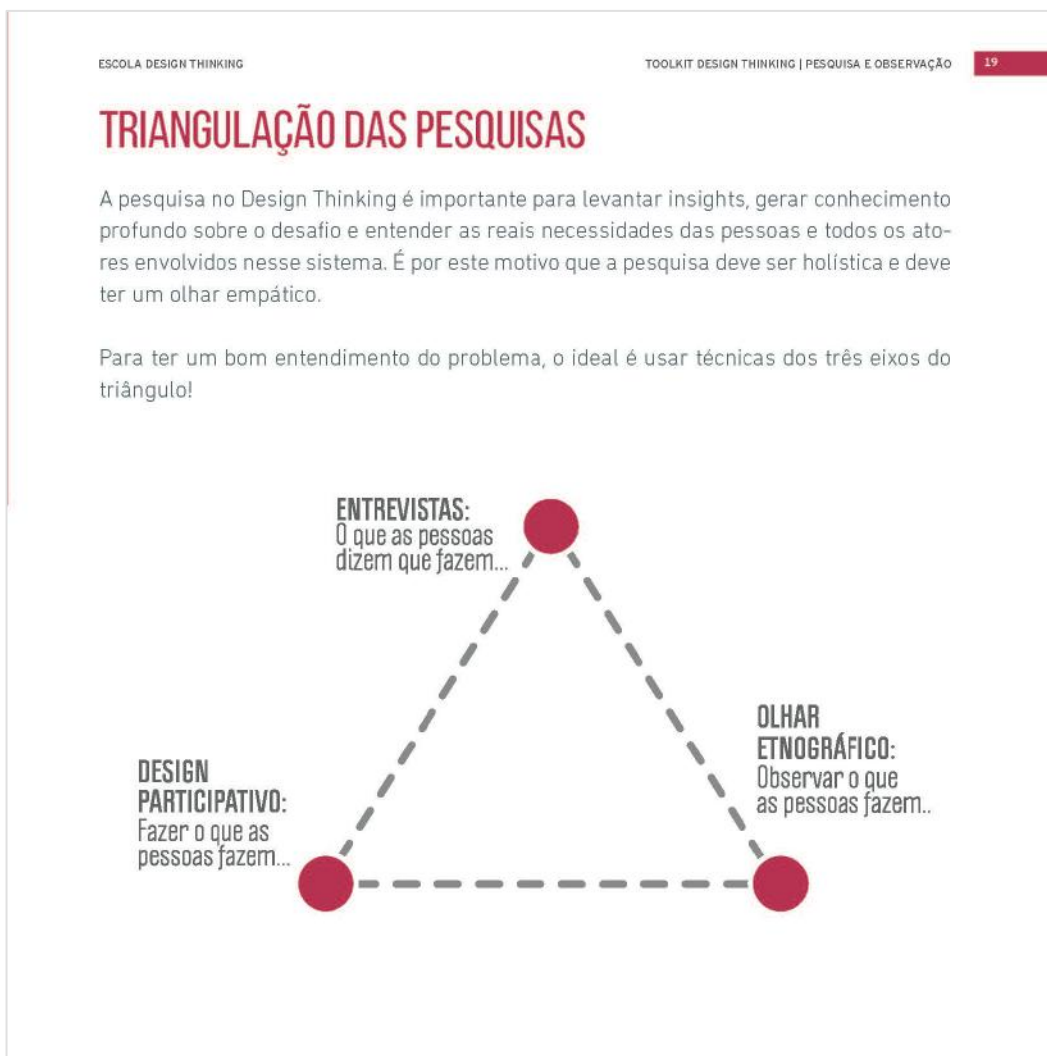 ESCOLA DESIGN THINKING
TOOLKIT DESIGN THINKING | PESQUISA E OBSERVAÇÃO
19
TRIANGULAÇÃO DAS PESQUISAS
A pesquisa no Design Thinking é importante para levantar insights, gerar conhecimento
profundo sobre o desafio e entender as reais necessidades das pessoas e todos os ato-
res envolvidos nesse sistema. É por este motivo que a pesquisa deve ser holística e deve
ter um olhar empático.
Para ter um bom entendimento do problema, o ideal é usar técnicas dos três eixos do
triângulo!
ENTREVISTAS:
O que as pessoas
dizem que fazem...
OLHAR
ETNOGRÁFICO:
Observar o que
as pessoas fazem..
DESIGN
PARTICIPATIVO:
Fazer o que as
pessoas fazem...